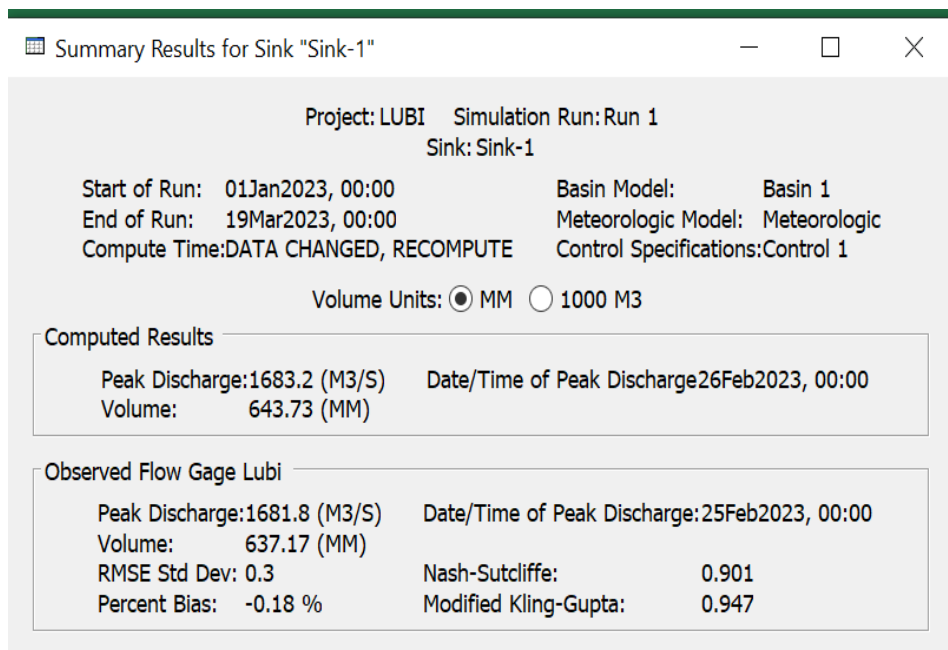 Summary Results for Sink "Sink-1"
Project: LUBI Simulation Run: Run 1
Sink: Sink-1
Start of Run: 01Jan2023, 00:00 Basin Model: Basin 1
End of Run: 19Mar2023, 00:00 Meteorologic Model: Meteorologic
Compute Time:DATA CHANGED, RECOMPUTE Control Specifications:Control 1
Volume Units: MM 1000 M3
Computed Results
Peak Discharge:1683.2 (M3/S) Date/Time of Peak Discharge26Feb2023, 00:00
Volume: 643.73 (MM)
Observed Flow Gage Lubi
Peak Discharge:1681.8 (M3/S) Date/Time of Peak Discharge:25Feb2023, 00:00
Volume: 637.17 (MM)
RMSE Std Dev: 0.3 Nash-Sutcliffe: 0.901
Percent Bias: -0.18 % Modified Kling-Gupta: 0.947